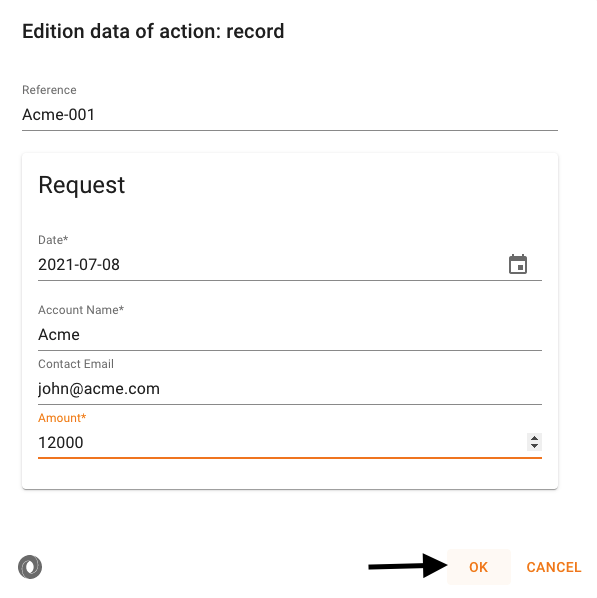 Edition data of action: record
Reference
Acme-001
Request
Date*
2021-07-08
Account Name*
Acme
Contact Email
john@acme.com
Amount*
12000
OK CANCEL